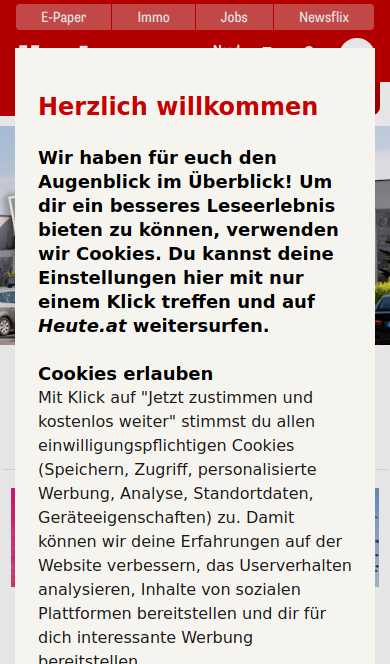 E-Paper
Immo
Jobs
Newsflix
Herzlich willkommen
Wir haben für euch den
Augenblick im Überblick! Um
dir ein besseres Leseerlebnis
bieten zu können, verwenden
wir Cookies. Du kannst deine
Einstellungen hier mit nur
einem Klick treffen und auf
Heute.at weitersurfen.
Cookies erlauben
Mit Klick auf "Jetzt zustimmen und
kostenlos weiter" stimmst du allen
einwilligungspflichtigen Cookies
(Speichern, Zugriff, personalisierte
Werbung, Analyse, Standortdaten,
Geräteeigenschaften) zu. Damit
können wir deine Erfahrungen auf der
Website verbessern, das Userverhalten
analysieren, Inhalte von sozialen
Plattformen bereitstellen und dir für
dich interessante Werbung
bereitstellen